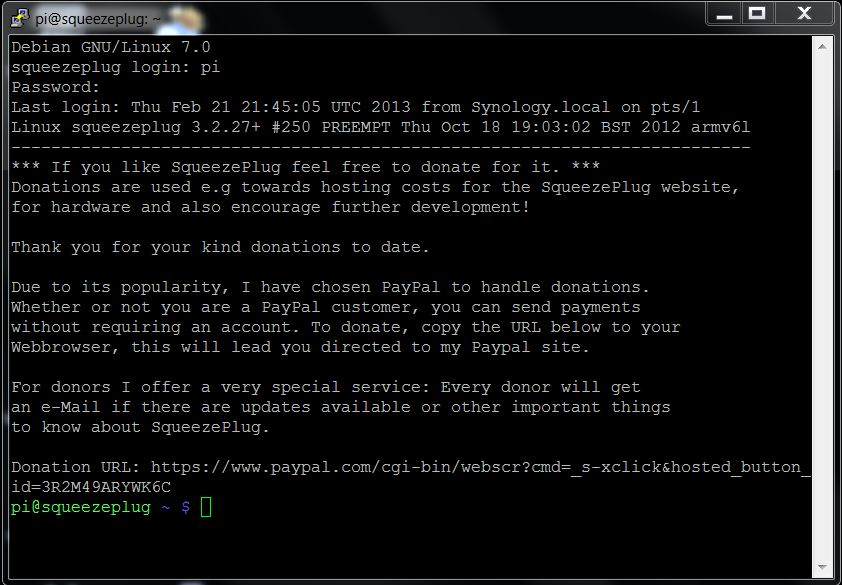 pi@squeezeplug: ~
Debian GNU/Linux 7.0
squeezeplug login: pi
Password:
Last login: Thu Feb 21 21:45:05 UTC 2013 from Synology.local on pts/1
Linux squeezeplug 3.2.27+ #250 PREEMPT Thu Oct 18 19:03:02 BST 2012 armv6l
--------------------------------------------------------------------------
*** If you like SqueezePlug feel free to donate for it. ***
Donations are used e.g towards hosting costs for the SqueezePlug website,
for hardware and also encourage further development!
Thank you for your kind donations to date.
Due to its popularity, I have chosen PayPal to handle donations.
Whether or not you are a PayPal customer, you can send payments
without requiring an account. To donate, copy the URL below to your
Webbrowser, this will lead you directed to my Paypal site.
For donors I offer a very special service: Every donor will get
an e-Mail if there are updates available or other important things
to know about SqueezePlug.
Donation URL: https://www.paypal.com/cgi-bin/webscr?cmd=_s-xclick&hosted_button_
id=3R2M49ARYWK6C
pi@squeezeplug ~ $